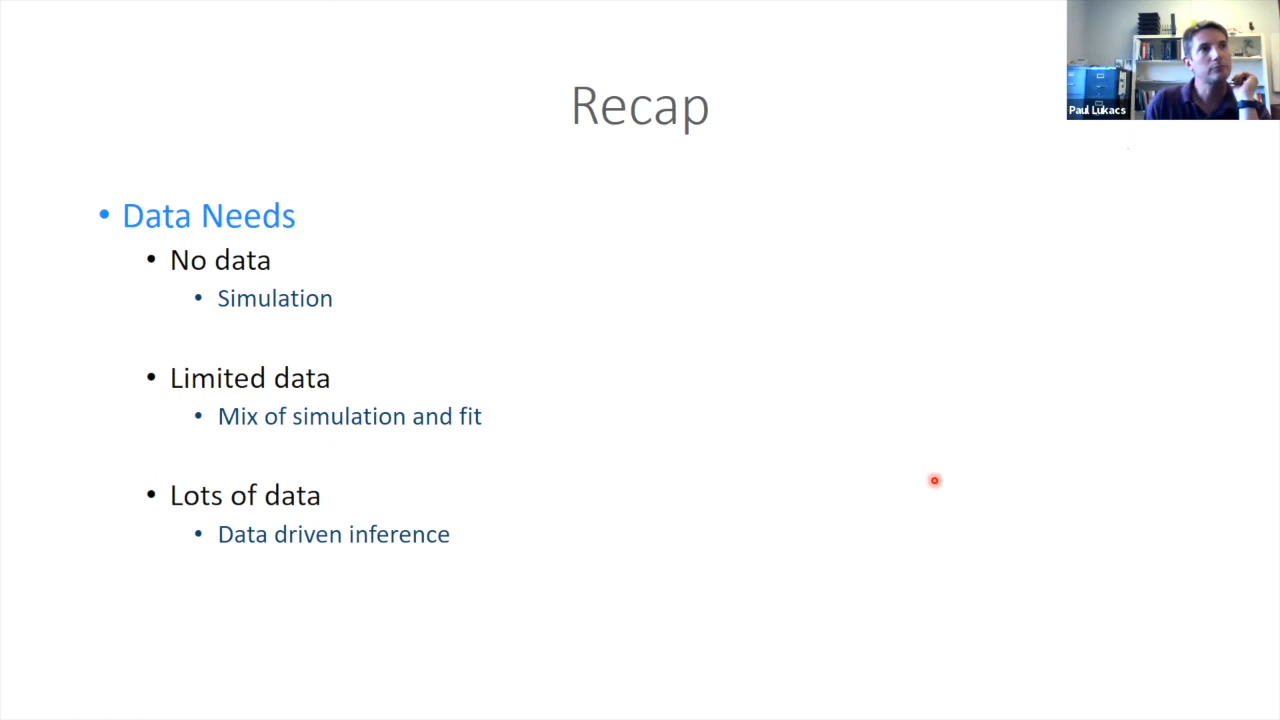 Paul Lukacs
Recap
• Data Needs
• No data
• Simulation
• Limited data
• Mix of simulation and fit
• Lots of data
• Data driven inference